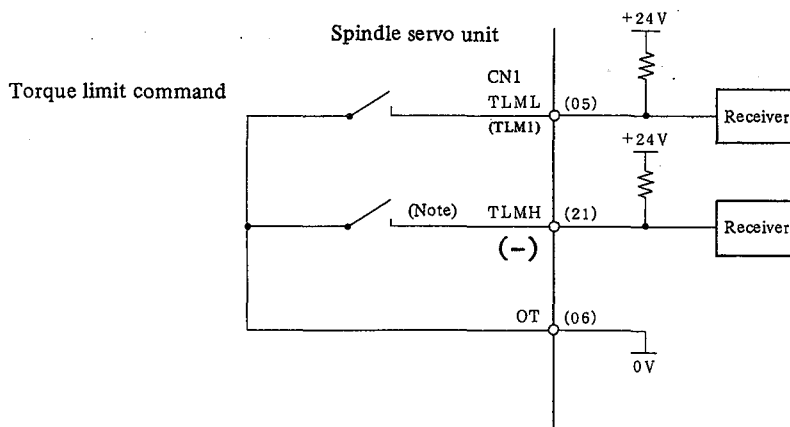 +24V
Spindle servo unit
CN1
Torque limit command
TLML (05)
(TLM1)
Receiver
+24V
(Note) TLMH (21)
(-)
Receiver
OT (06)
0V